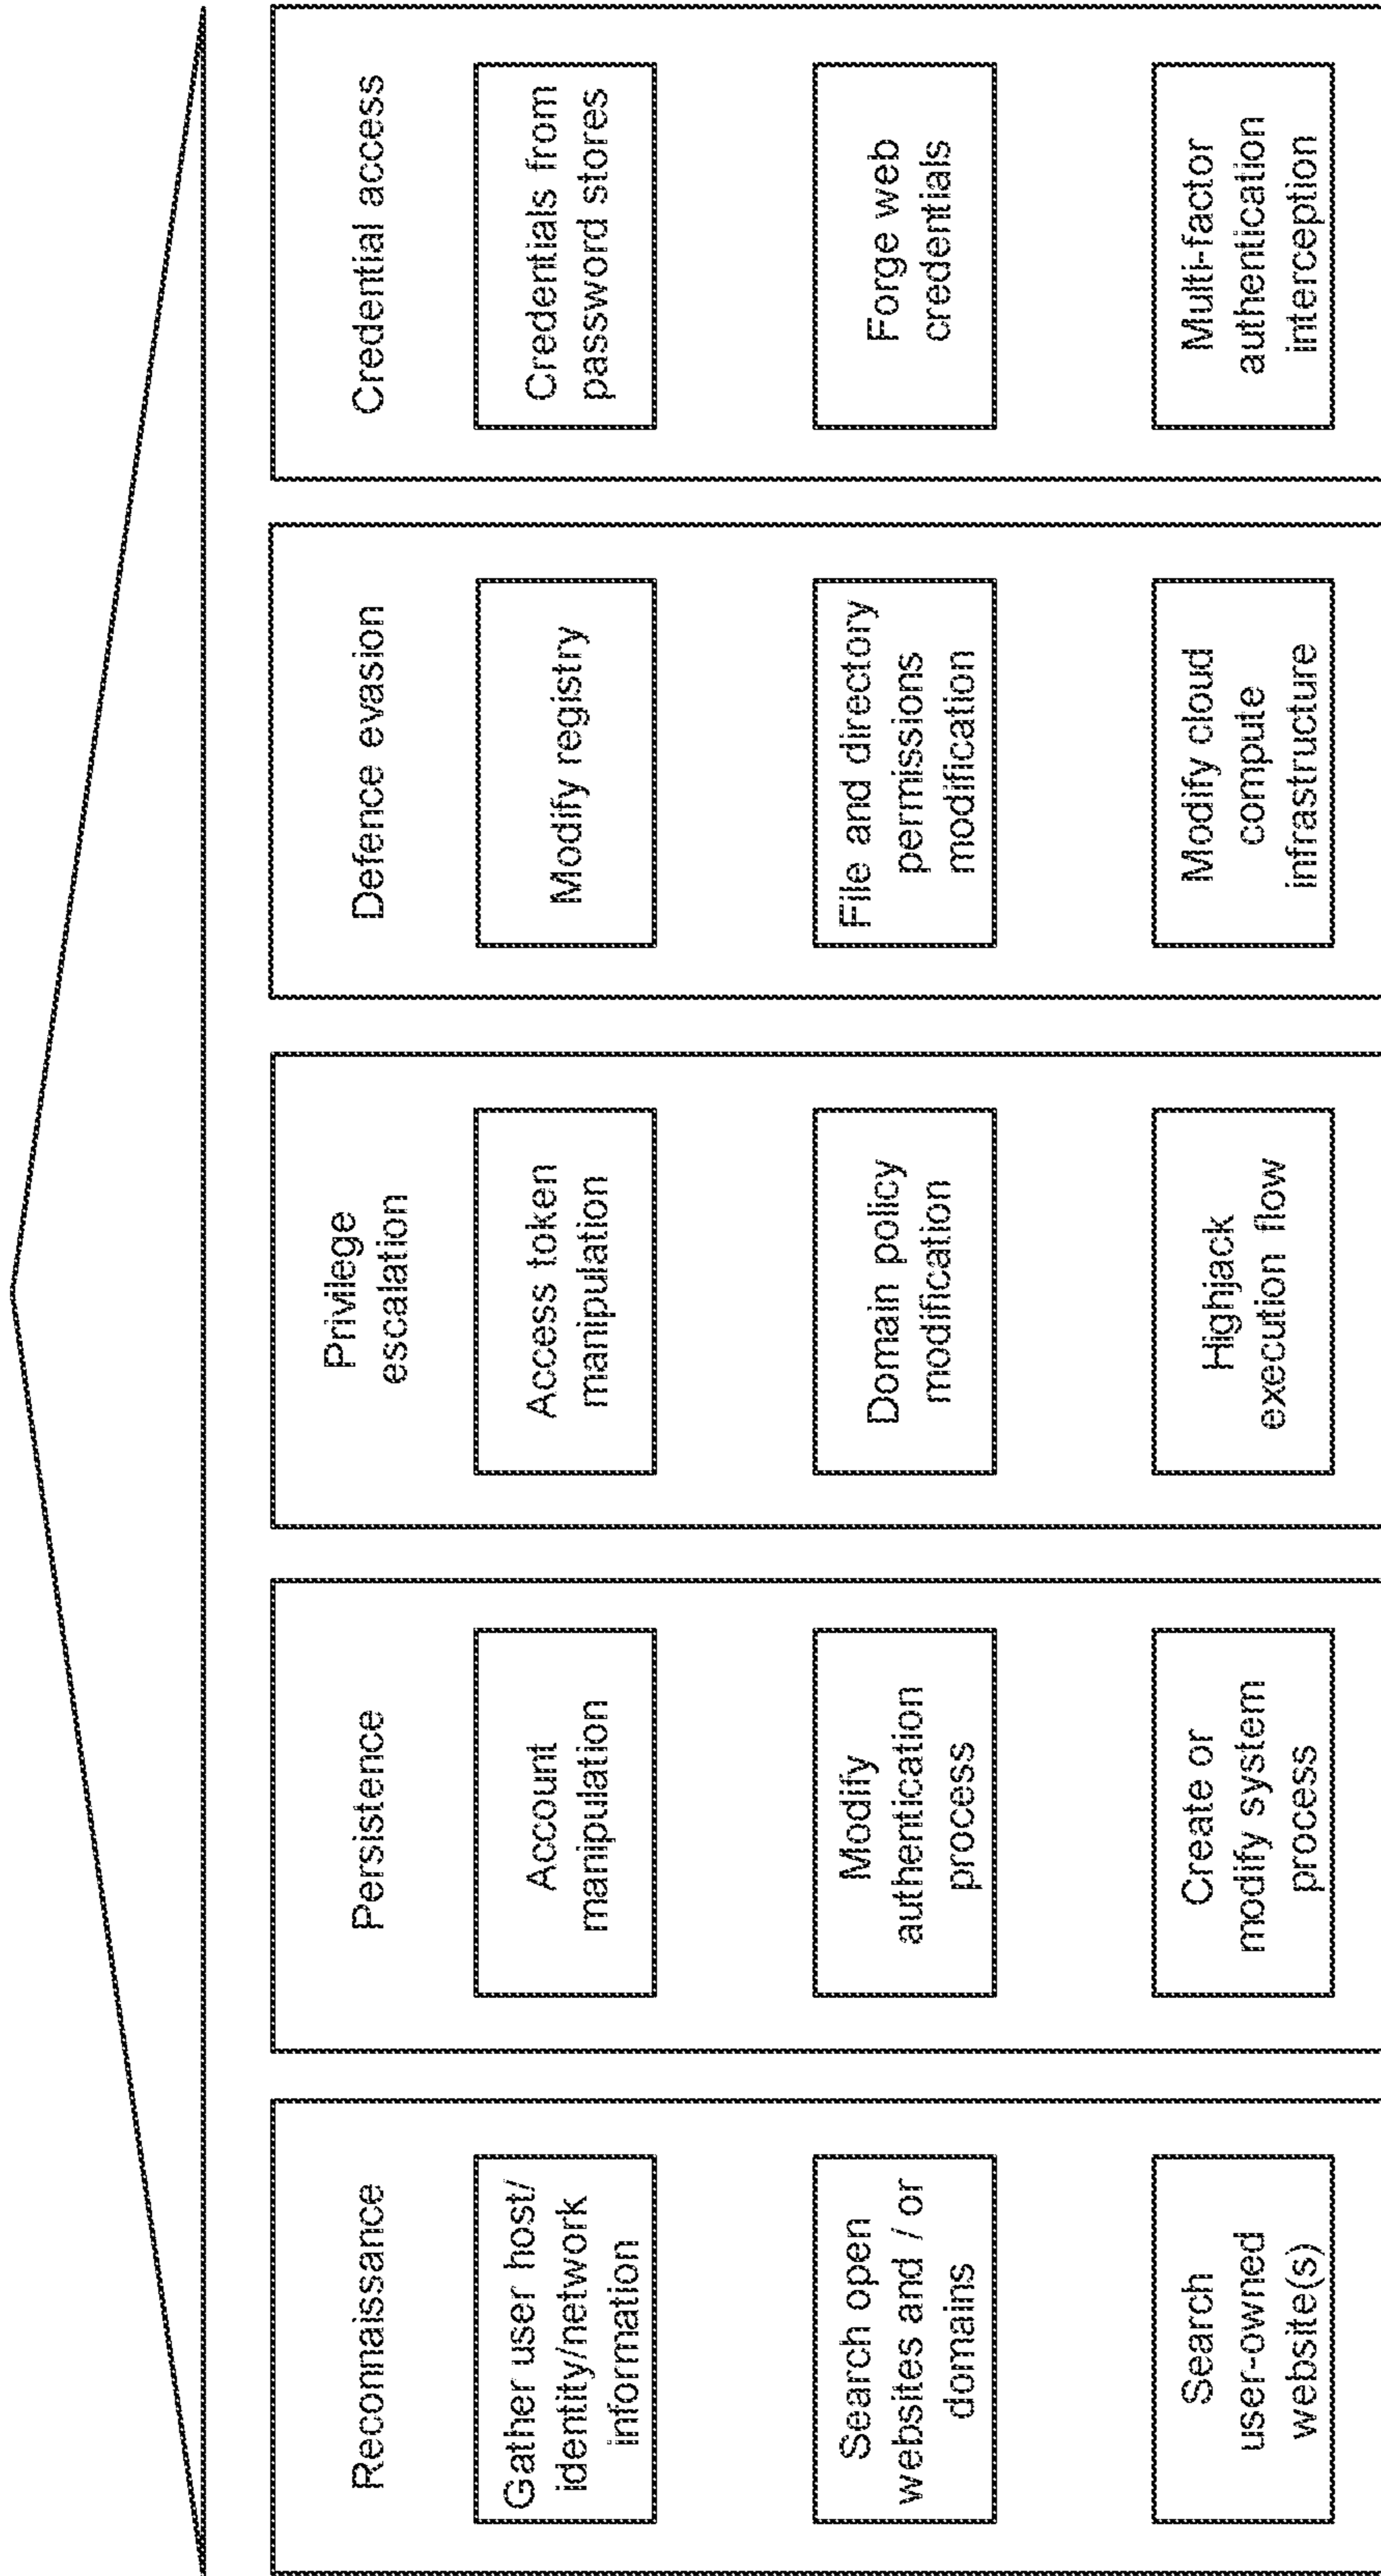 Reconnaissance
Gather user host/
identity/network
information
Search open
websites and / or
domains
Search
user-owned
website(s)
Persistence
Account
manipulation
Modify
authentication
process
Create or
modify system
process
Privilege
escalation
Access token
manipulation
Domain policy
modification
Highjack
execution flow
Defence evasion
Modify registry
File and directory
permissions
modification
Modify cloud
compute
infrastructure
Credential access
Credentials from
password stores
Forge web
credentials
Multi-factor
authentication
interception